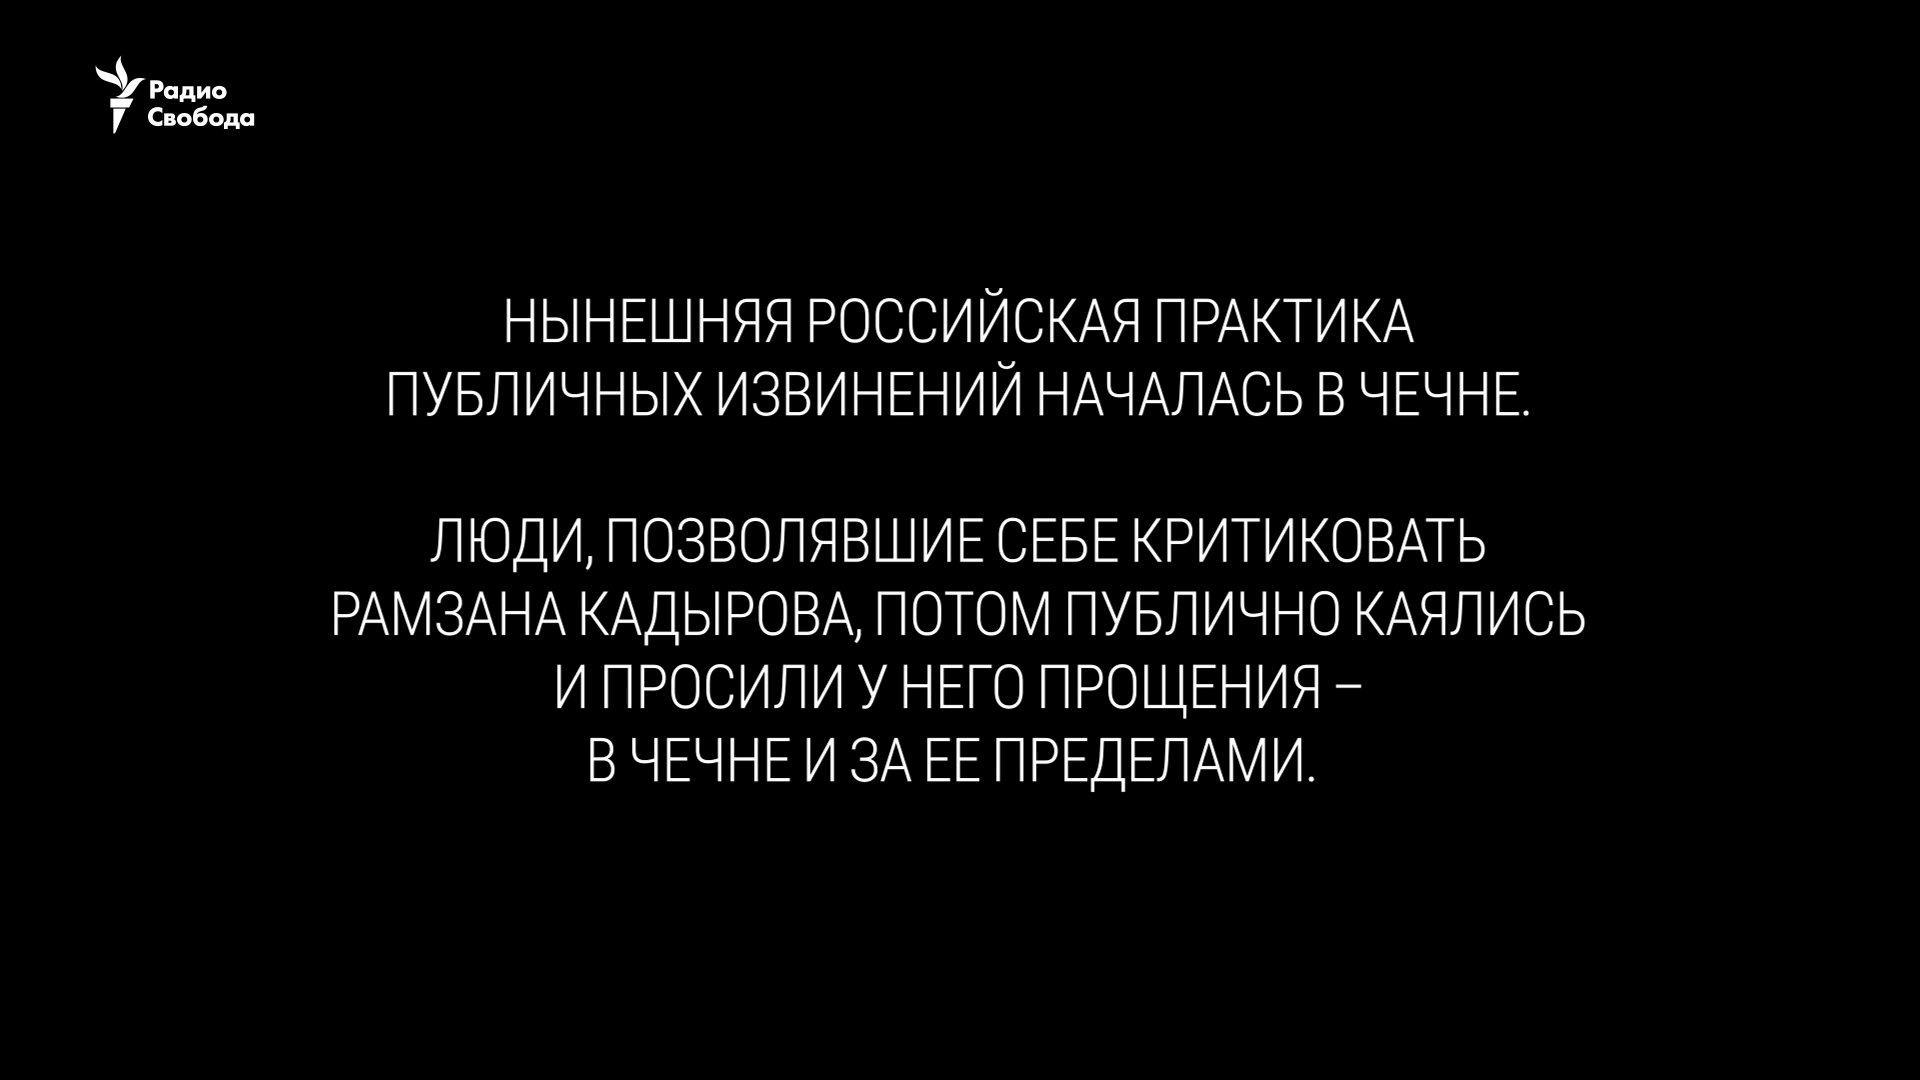 Радио
Свобода
НЫНЕШНЯЯ РОССИЙСКАЯ ПРАКТИКА
ПУБЛИЧНЫХ ИЗВИНЕНИЙ НАЧАЛАСЬ В ЧЕЧНЕ.
ЛЮДИ, ПОЗВОЛЯВШИЕ СЕБЕ КРИТИКОВАТЬ
РАМЗАНА КАДЫРОВА, ПОТОМ ПУБЛИЧНО КАЯЛИСЬ
И ПРОСИЛИ У НЕГО ПРОЩЕНИЯ –
В ЧЕЧНЕ И ЗА ЕЕ ПРЕДЕЛАМИ.